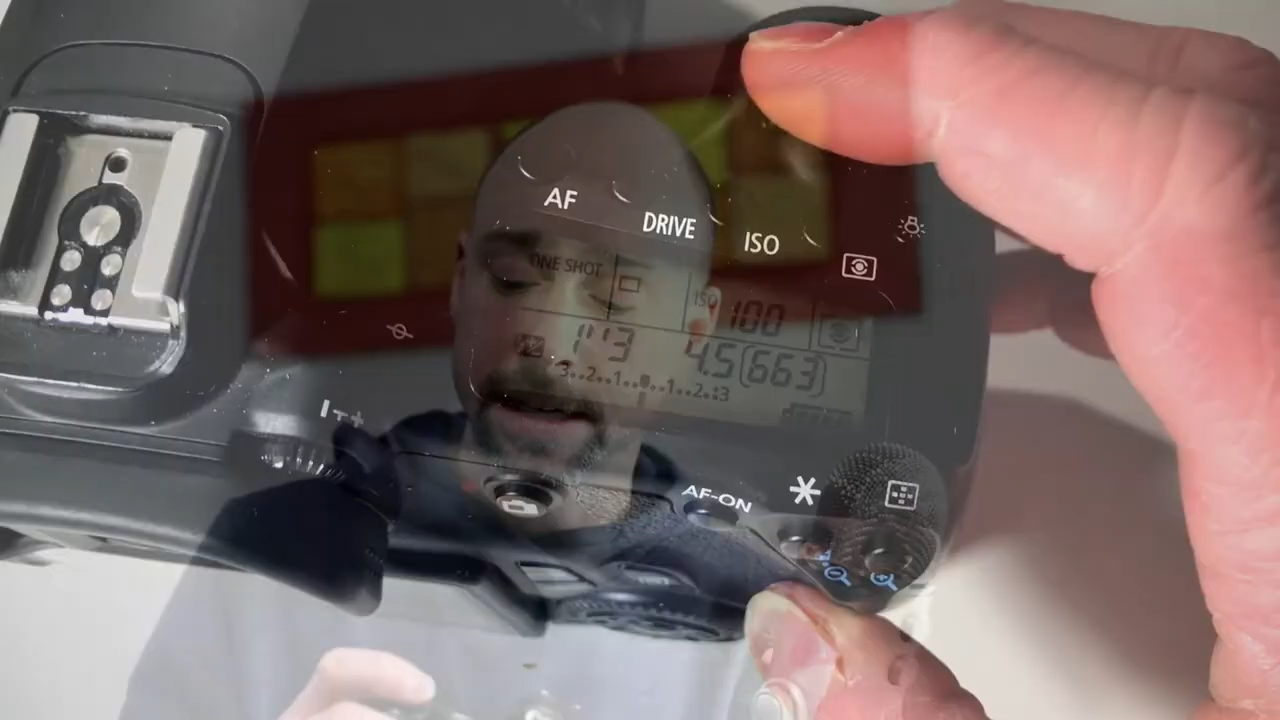 AF
DRIVE
ISO
ONE SHOT
ISO 100
1"3 4.5 [663]
3..2..1..▮..1..2..3
AF-ON